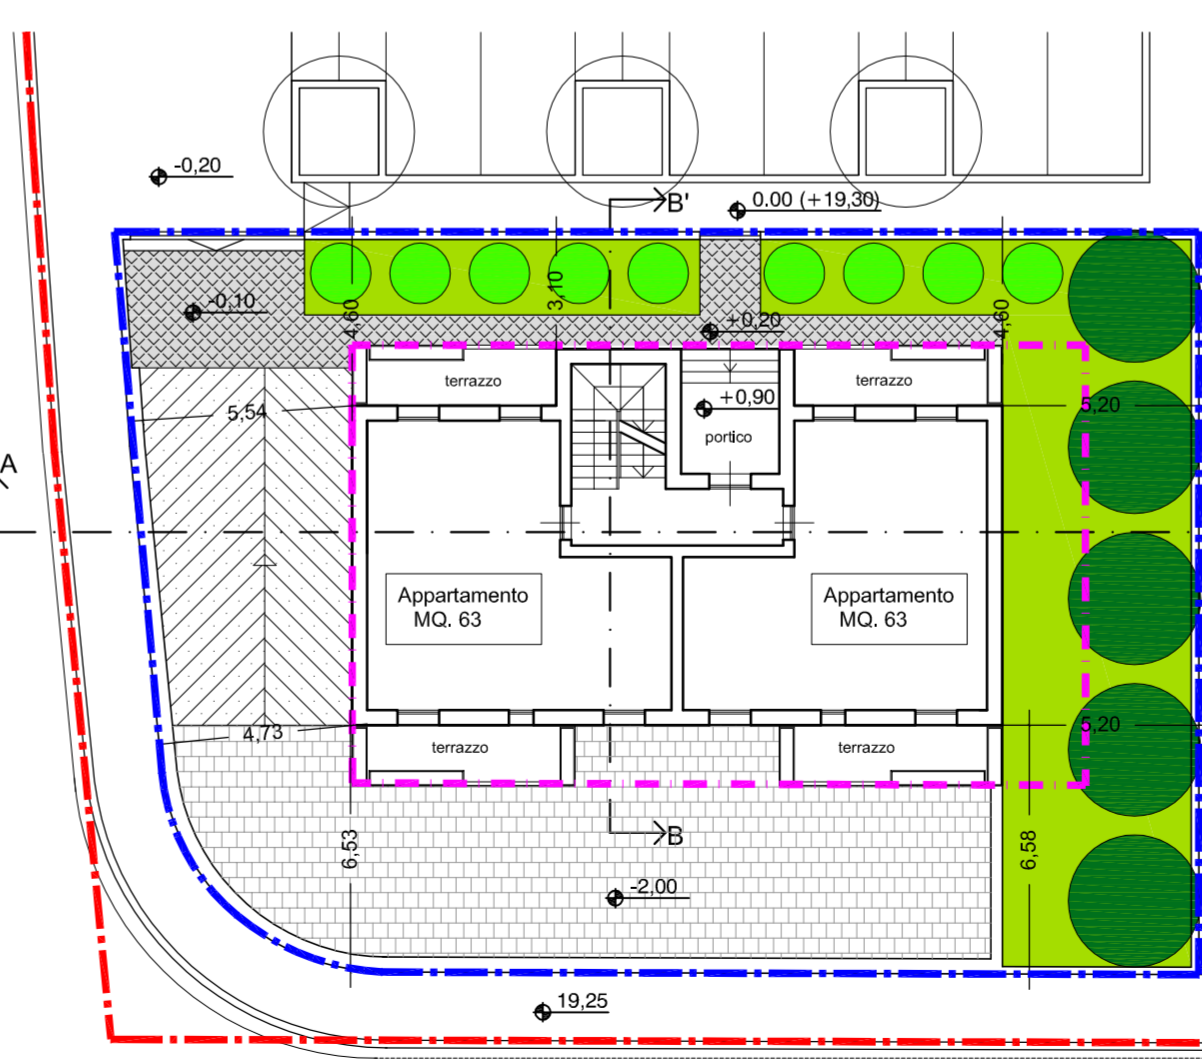 -0,20
B'
0.00 (+19,30)
-0,10
4,60
3,10
+0,20
4,60
terrazzo
terrazzo
+0,90
5,54
5,20
portico
A
Appartamento
MQ. 63
Appartamento
MQ. 63
4,73
5,20
terrazzo
terrazzo
B
6,53
6,58
-2,00
19,25